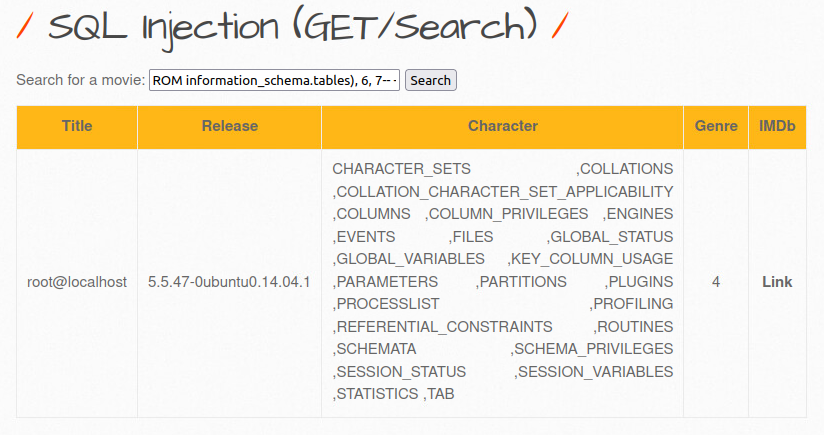 / SQL Injection (GET/Search) /
Search for a movie: ROM information_schema.tables), 6, 7-- - Search
Title Release Character Genre IMDb
CHARACTER_SETS ,COLLATIONS
,COLLATION_CHARACTER_SET_APPLICABILITY
,COLUMNS ,COLUMN_PRIVILEGES ,ENGINES
,EVENTS ,FILES ,GLOBAL_STATUS
,GLOBAL_VARIABLES ,KEY_COLUMN_USAGE
root@localhost 5.5.47-0ubuntu0.14.04.1 ,PARAMETERS ,PARTITIONS ,PLUGINS 4 Link
,PROCESSLIST ,PROFILING
,REFERENTIAL_CONSTRAINTS ,ROUTINES
,SCHEMATA ,SCHEMA_PRIVILEGES
,SESSION_STATUS ,SESSION_VARIABLES
,STATISTICS ,TAB